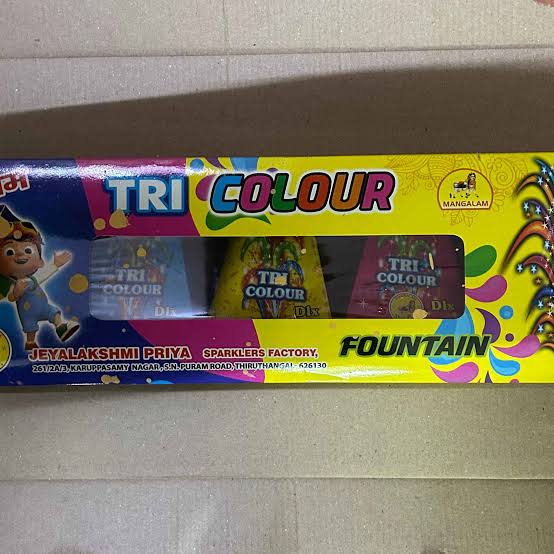 TRI COLOUR
MANGALAM
TRI
COLOUR
Dlx
TRI
COLOUR
Dlx
TRI
COLOUR
Dlx
JEYALAKSHMI PRIYA SPARKLERS FACTORY,
261/2A/3, KARUPPASAMY NAGAR, S.N. PURAM ROAD, THIRUTHANGAL- 626130
FOUNTAIN